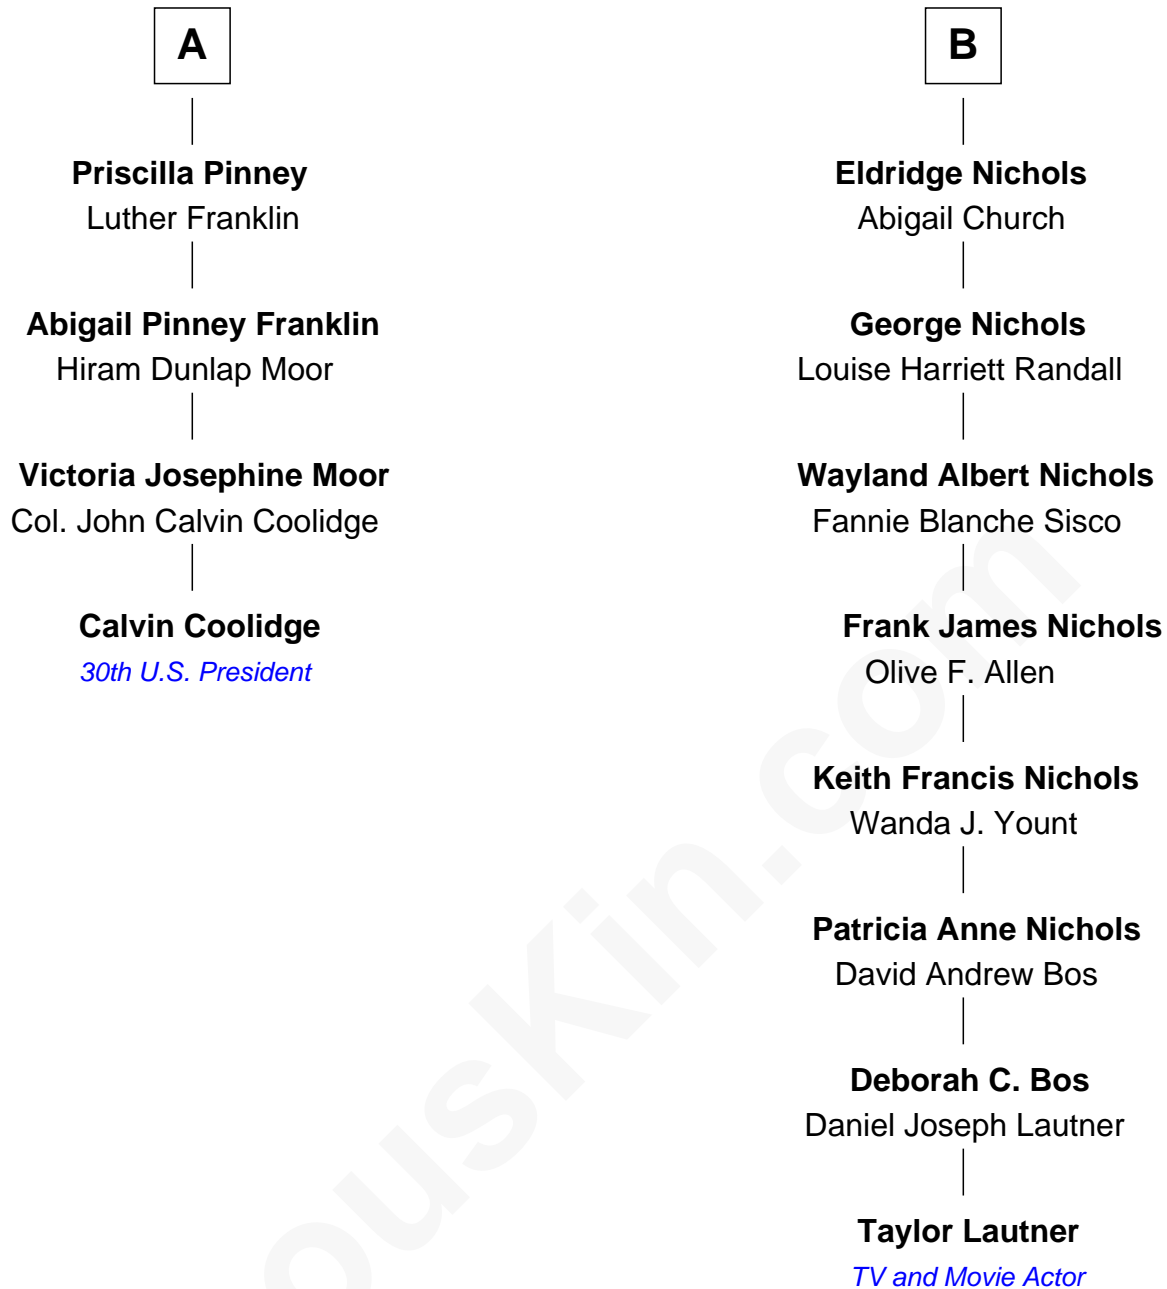 A
Priscilla Pinney
Luther Franklin
Abigail Pinney Franklin
Hiram Dunlap Moor
Victoria Josephine Moor
Col. John Calvin Coolidge
Calvin Coolidge
30th U.S. President
B
Eldridge Nichols
Abigail Church
George Nichols
Louise Harriett Randall
Wayland Albert Nichols
Fannie Blanche Sisco
Frank James Nichols
Olive F. Allen
Keith Francis Nichols
Wanda J. Yount
Patricia Anne Nichols
David Andrew Bos
Deborah C. Bos
Daniel Joseph Lautner
Taylor Lautner
TV and Movie Actor
ousKin.com